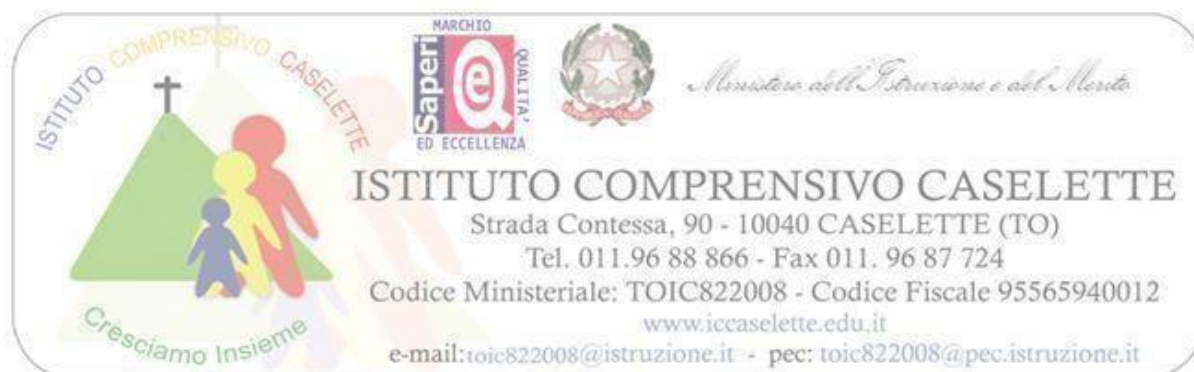 ISTITUTO COMPRENSIVO CASELETTE
Cresciamo Insieme
MARCHIO
Saperi
QUALITA'
ED ECCELLENZA
Ministero dell'Istruzione e del Merito
ISTITUTO COMPRENSIVO CASELETTE
Strada Contessa, 90 - 10040 CASELETTE (TO)
Tel. 011.96 88 866 - Fax 011. 96 87 724
Codice Ministeriale: TOIC822008 - Codice Fiscale 95565940012
www.iccaselette.edu.it
e-mail:toic822008@istruzione.it - pec: toic822008@pec.istruzione.it